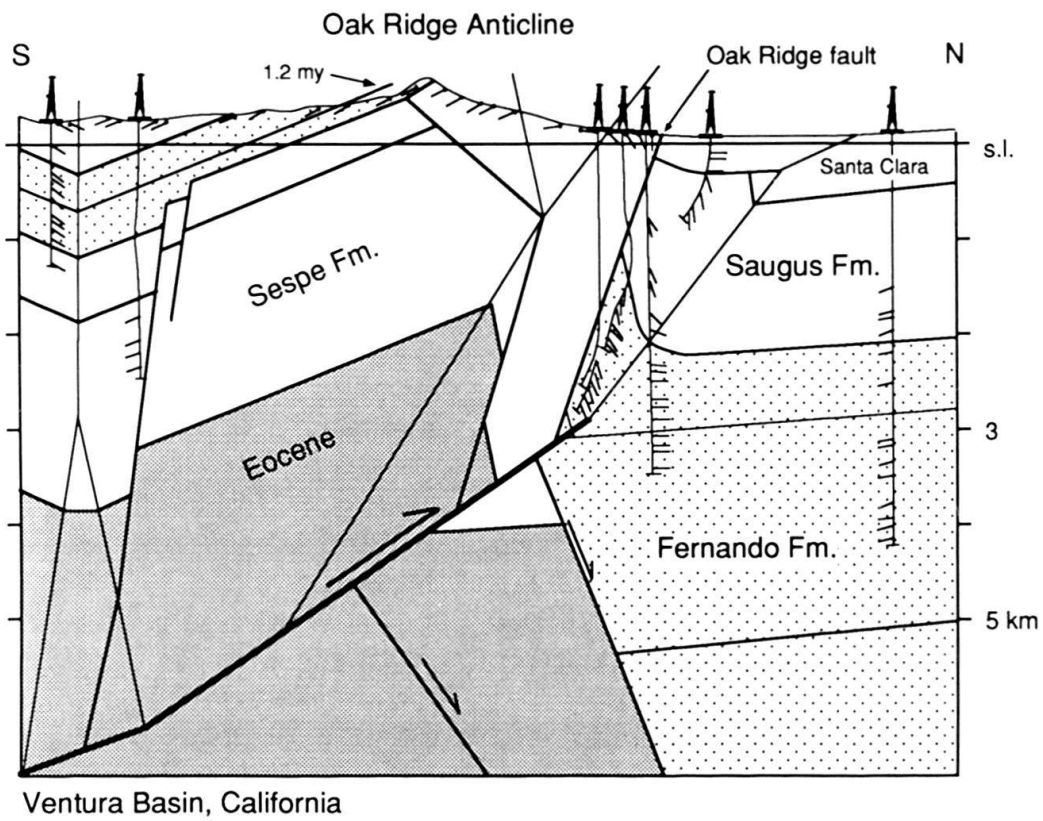 Oak Ridge Anticline
S
1.2 my
Oak Ridge fault
N
s.l.
Santa Clara
Sespe Fm.
Saugus Fm.
3
Eocene
Fernando Fm.
5 km
Ventura Basin, California